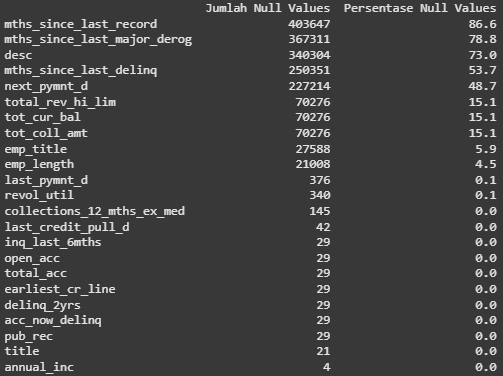 Jumlah Null Values Persentase Null Values
mths_since_last_record 403647 86.6
mths_since_last_major_derog 367311 78.8
desc 340304 73.0
mths_since_last_delinq 250351 53.7
next_pymnt_d 227214 48.7
total_rev_hi_lim 70276 15.1
tot_cur_bal 70276 15.1
tot_coll_amt 70276 15.1
emp_title 27588 5.9
emp_length 21008 4.5
last_pymnt_d 376 0.1
revol_util 340 0.1
collections_12_mths_ex_med 145 0.0
last_credit_pull_d 42 0.0
inq_last_6mths 29 0.0
open_acc 29 0.0
total_acc 29 0.0
earliest_cr_line 29 0.0
delinq_2yrs 29 0.0
acc_now_delinq 29 0.0
pub_rec 29 0.0
title 21 0.0
annual_inc 4 0.0